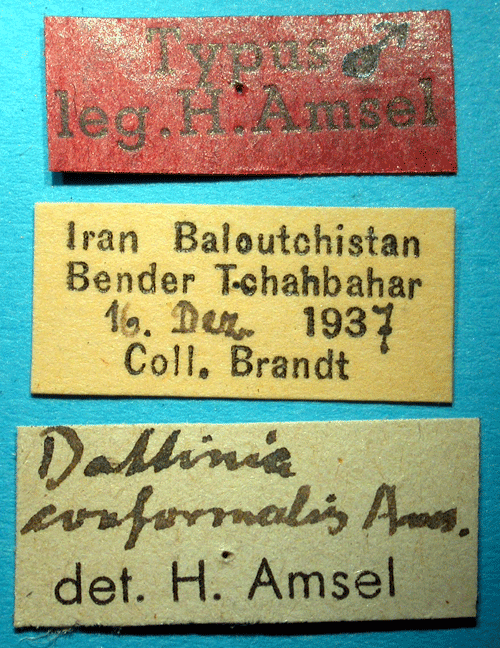 Typus ♂
leg. H. Amsel
Iran Baloutchistan
Bender Tchahbahar
16. Dez. 1937
Coll. Brandt
Dattinia
conformalis Ams.
det. H. Amsel